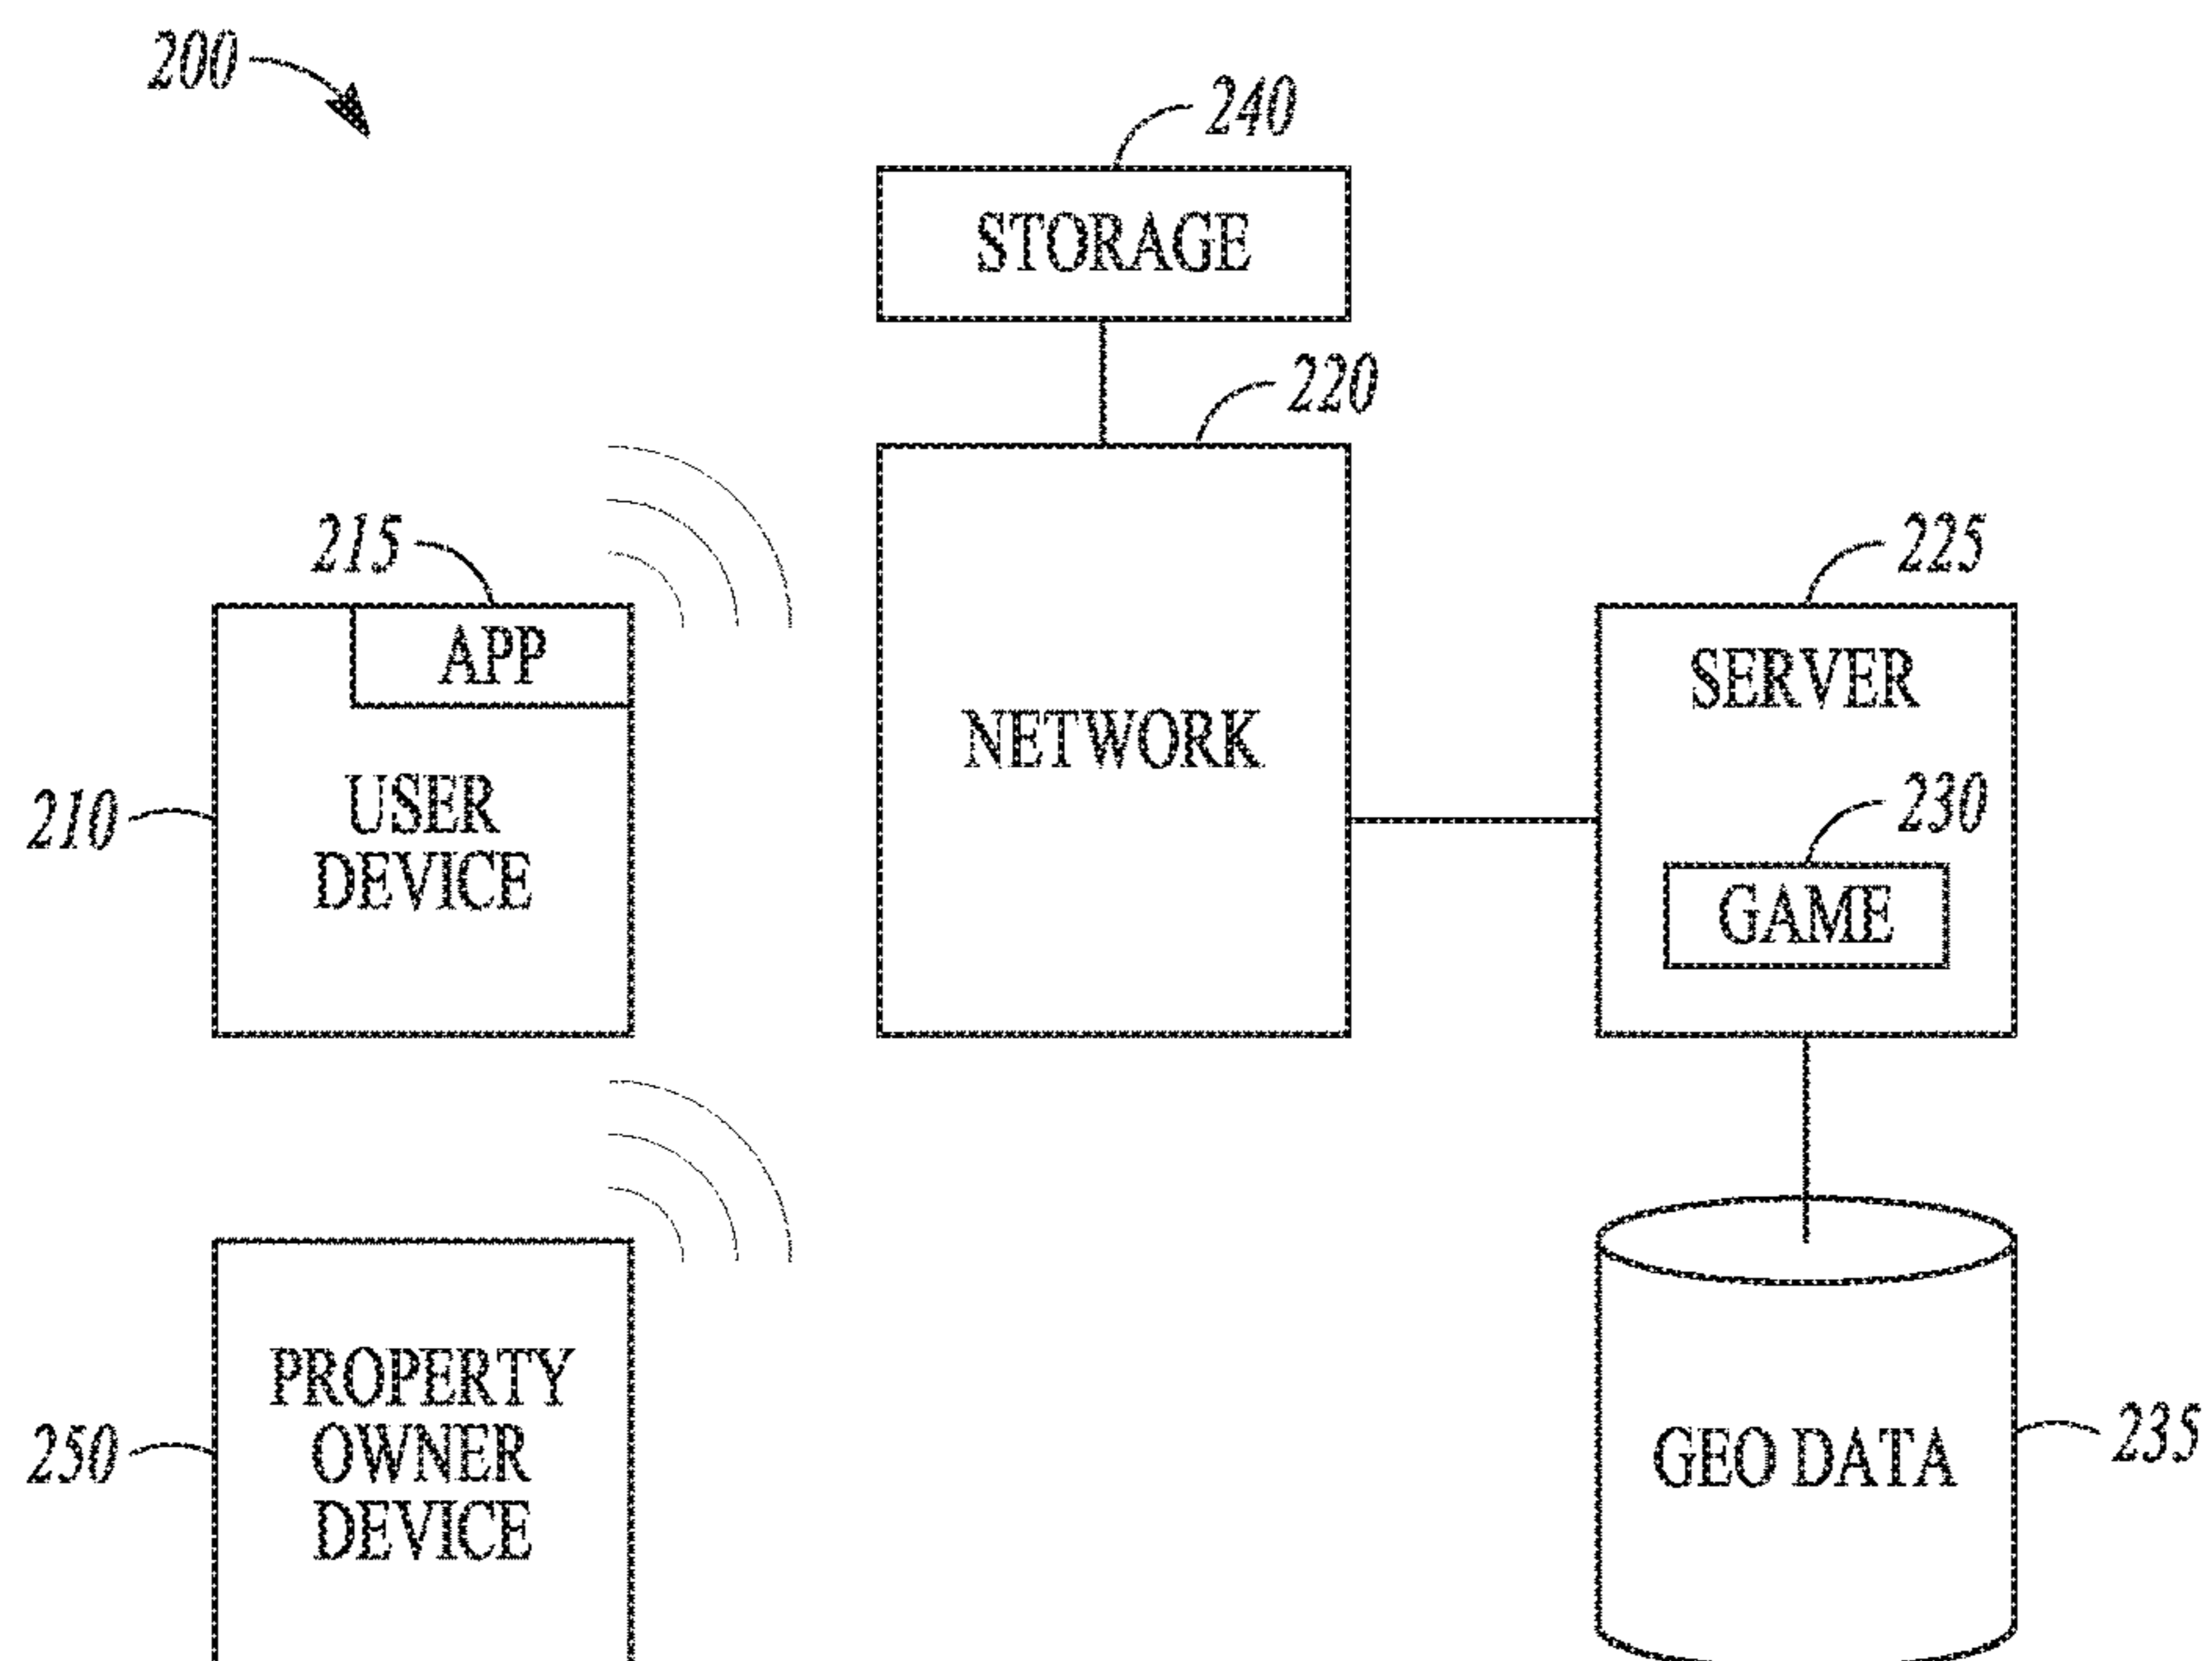 200
240
STORAGE
220
215
APP
NETWORK
225
SERVER
210
USER
DEVICE
230
GAME
250
PROPERTY
OWNER
DEVICE
GEO DATA
235